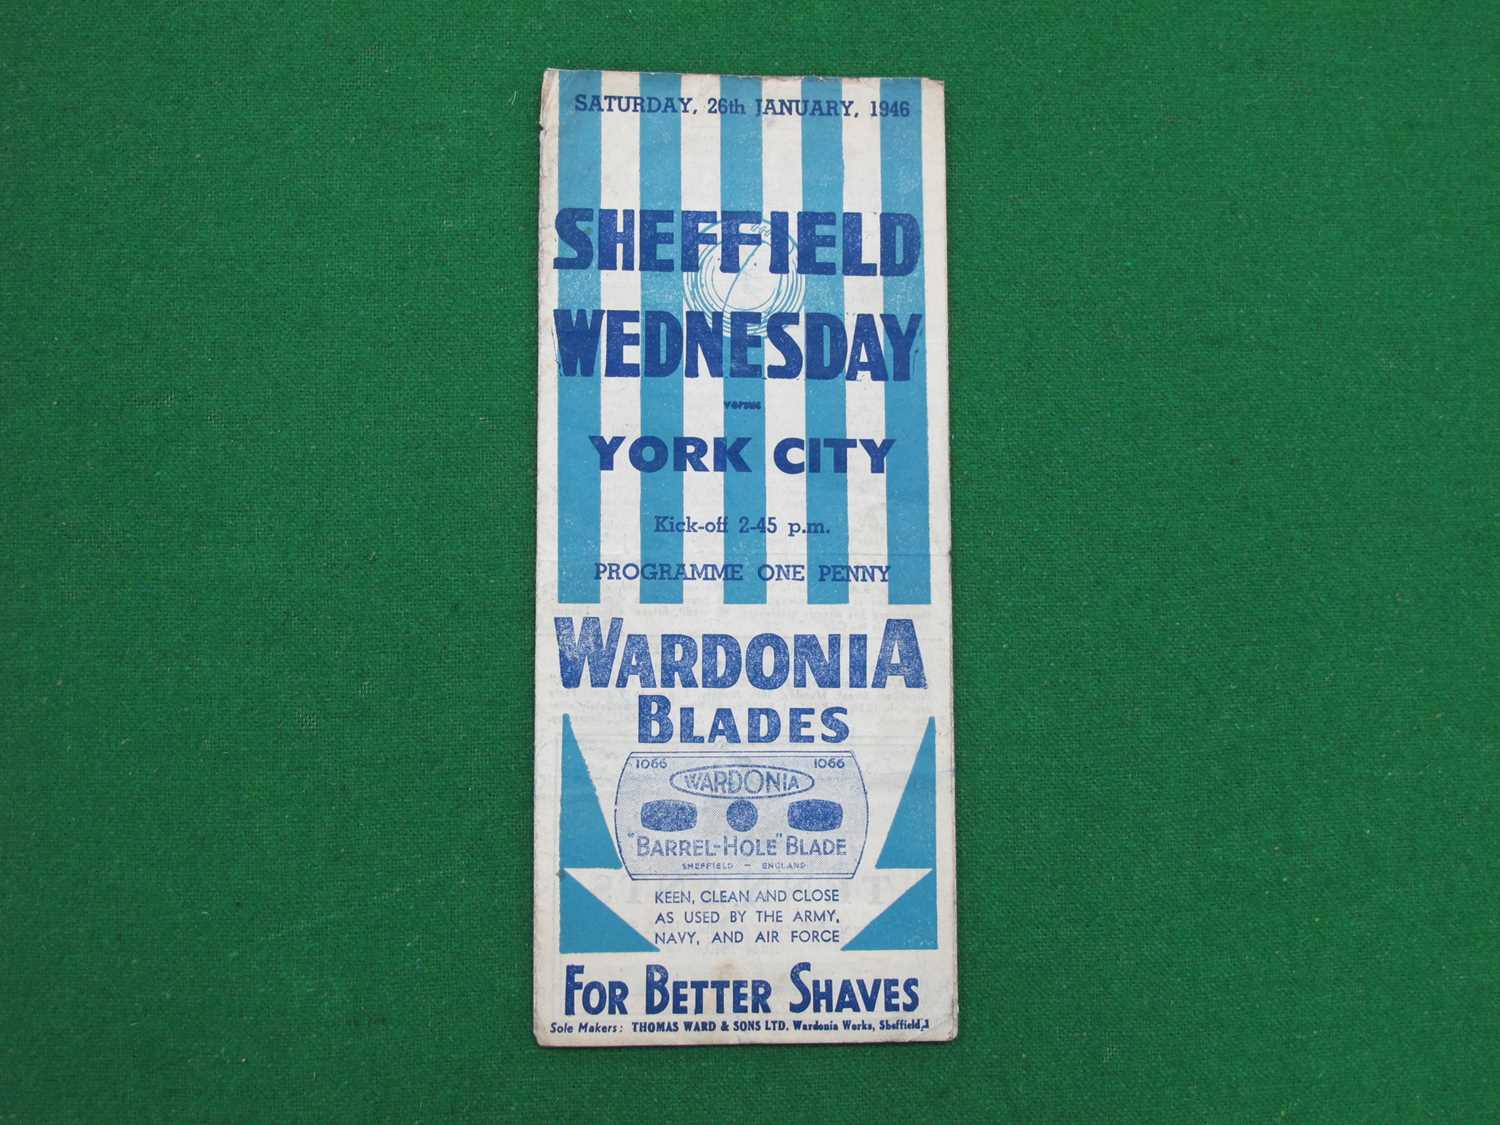 SATURDAY, 26th JANUARY, 1946
SHEFFIELD
WEDNESDAY
versus
YORK CITY
Kick-off 2-45 p.m.
PROGRAMME ONE PENNY
WARDONIA
BLADES
1066 1066
WARDONIA
"BARREL-HOLE" BLADE
SHEFFIELD - ENGLAND
KEEN, CLEAN AND CLOSE
AS USED BY THE ARMY,
NAVY, AND AIR FORCE
FOR BETTER SHAVES
Sole Makers: THOMAS WARD & SONS LTD. Wardonia Works, Sheffield,1